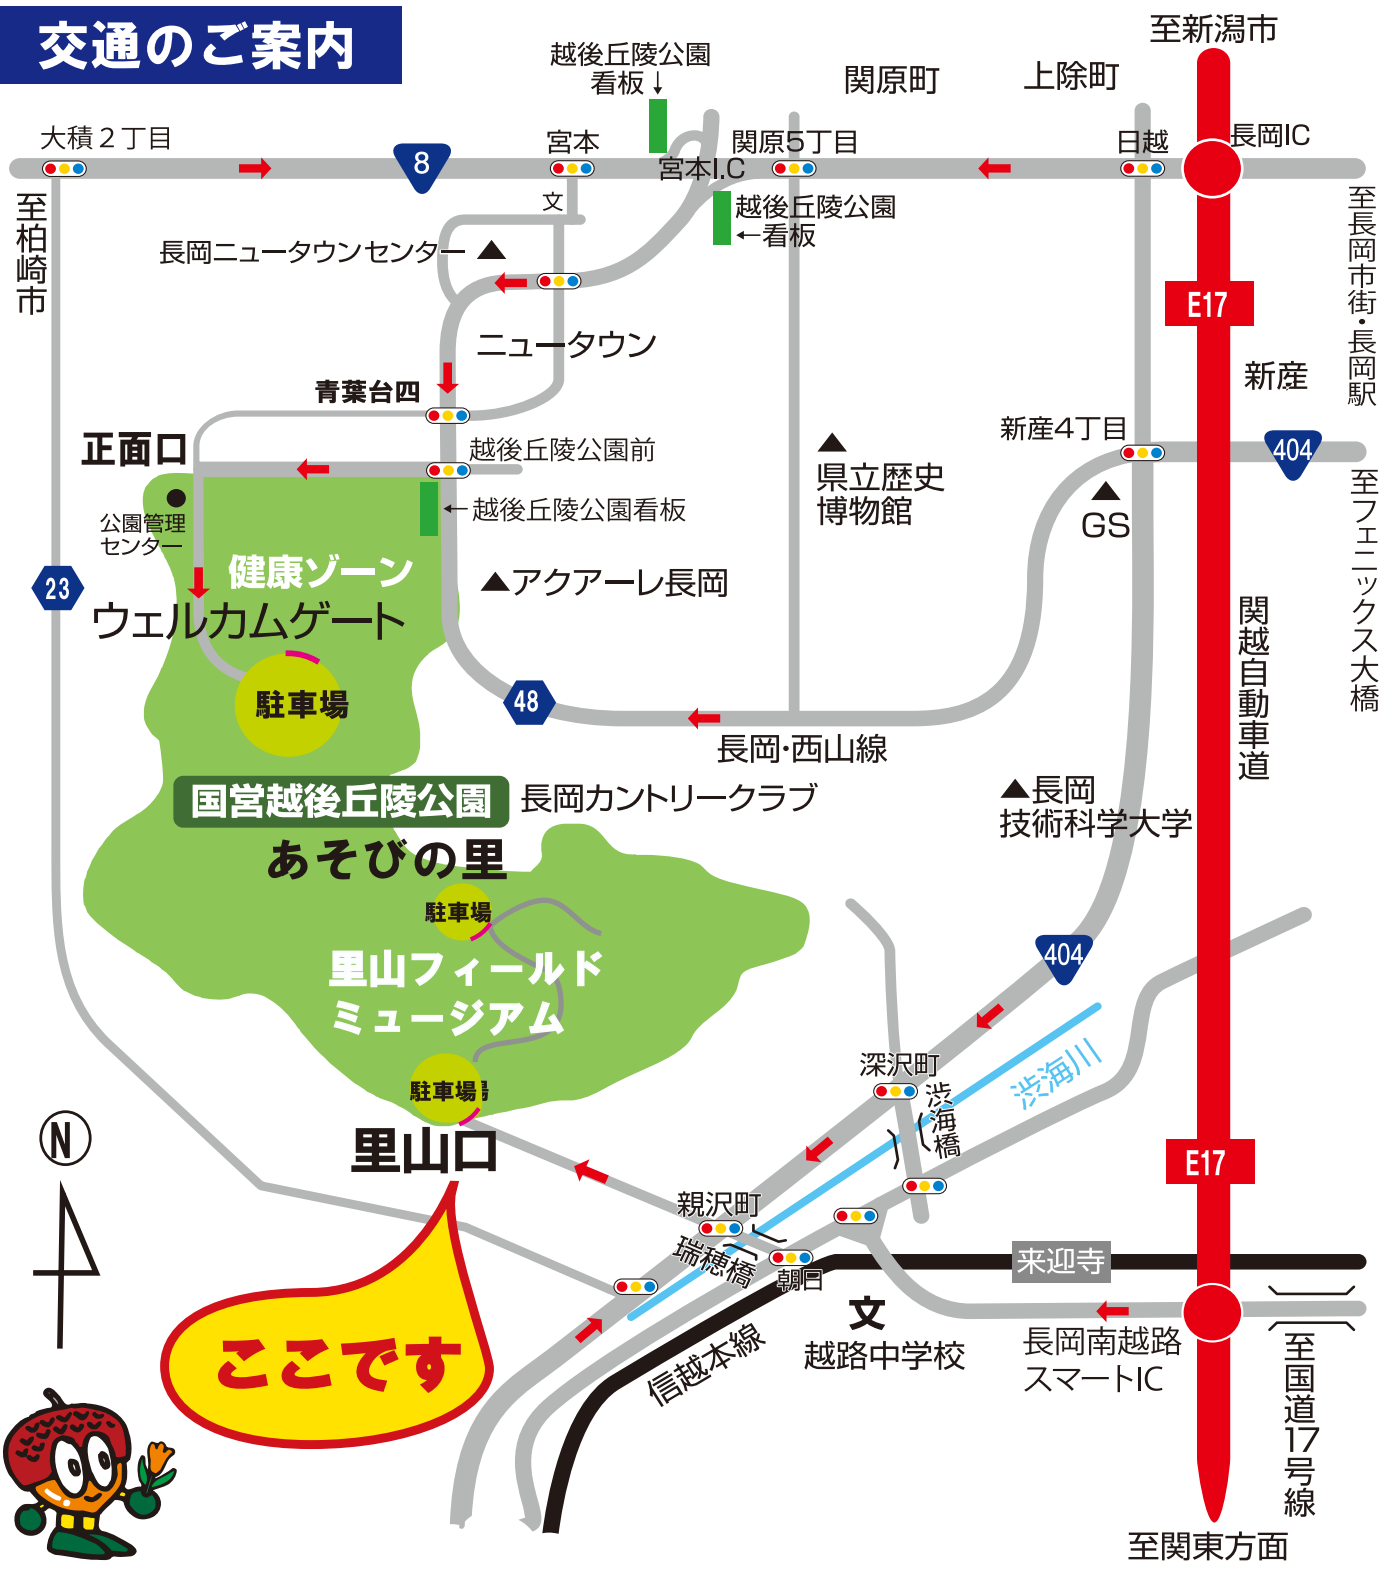 交通のご案内
至新潟市
越後丘陵公園
看板
関原町
上除町
大積2丁目
宮本
関原5丁目
日越
長岡IC
8
宮本I.C
文
越後丘陵公園
看板
至柏崎市
至長岡市街・長岡駅
長岡ニュータウンセンター
E17
ニュータウン
新産
青葉台四
正面口
越後丘陵公園前
新産4丁目
404
県立歴史
博物館
GS
至フェニックス大橋
公園管理
センター
越後丘陵公園看板
健康ゾーン
アクアーレ長岡
23
ウェルカムゲート
関越自動車道
駐車場
48
長岡・西山線
国営越後丘陵公園
長岡カントリークラブ
長岡
技術科学大学
あそびの里
駐車場
里山フィールド
ミュージアム
404
深沢町
渋海川
渋海橋
駐車場
里山口
N
E17
親沢町
瑞穂橋
朝日
来迎寺
文
越路中学校
長岡南越路
スマートIC
信越本線
ここです
至国道17号線
至関東方面